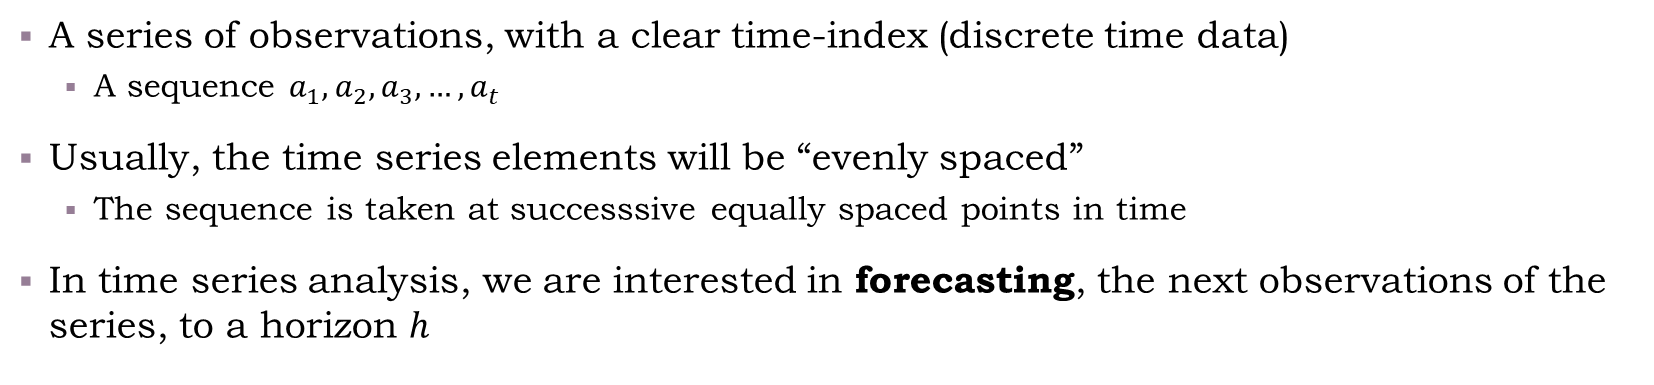 ▪ A series of observations, with a clear time-index (discrete time data)
▪ A sequence a₁, a₂, a₃, … , aₜ
▪ Usually, the time series elements will be “evenly spaced”
▪ The sequence is taken at successsive equally spaced points in time
▪ In time series analysis, we are interested in forecasting, the next observations of the
series, to a horizon h